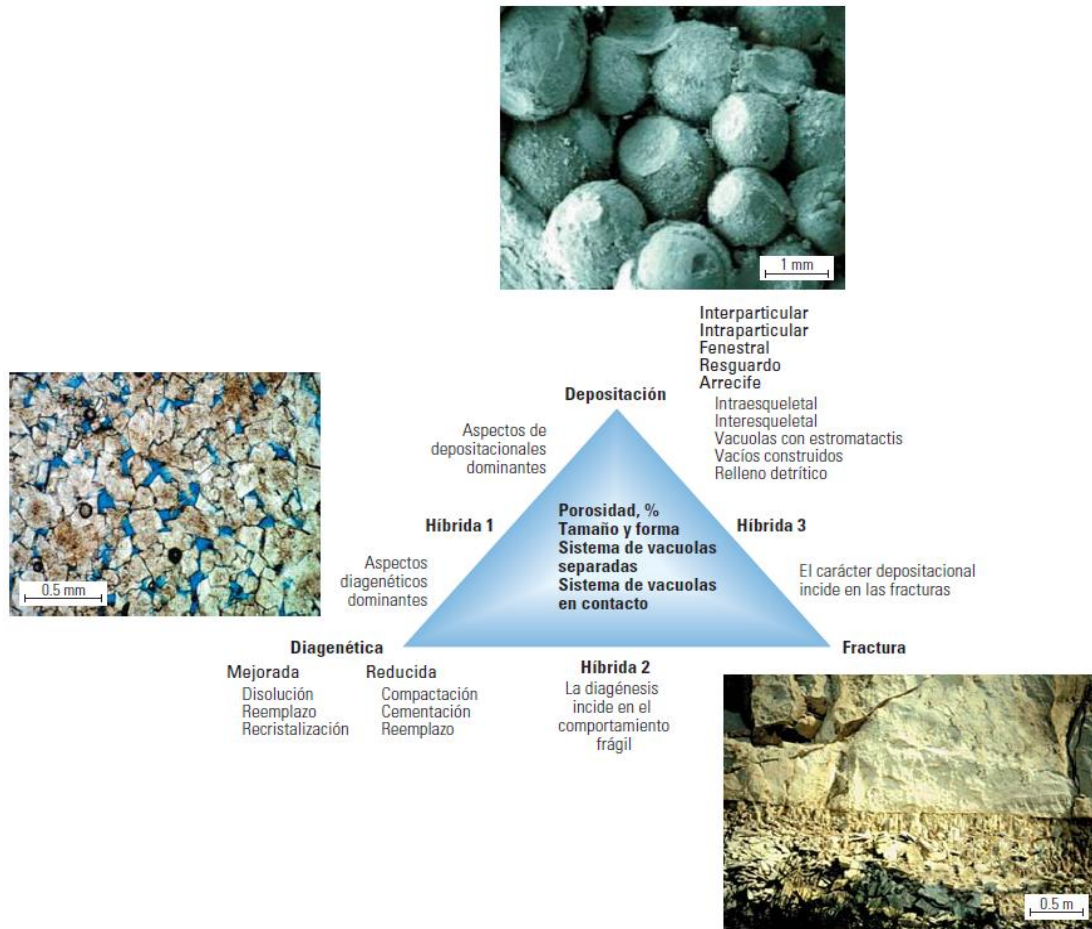 1 mm
Interparticular
Intraparticular
Fenestral
Resguardo
Arrecife
Intraesqueletal
Interesqueletal
Vacuolas con estromatactis
Vacíos construidos
Relleno detrítico
Depositación
Aspectos de
depositacionales
dominantes
0.5 mm
Híbrida 1
Porosidad, %
Tamaño y forma
Sistema de vacuolas
separadas
Sistema de vacuolas
en contacto
Híbrida 3
Aspectos
diagenéticos
dominantes
El carácter depositacional
incide en las fracturas
Diagenética
Mejorada
Disolución
Reemplazo
Recristalización
Reducida
Compactación
Cementación
Reemplazo
Híbrida 2
La diagénesis
incide en el
comportamiento
frágil
Fractura
0.5 m